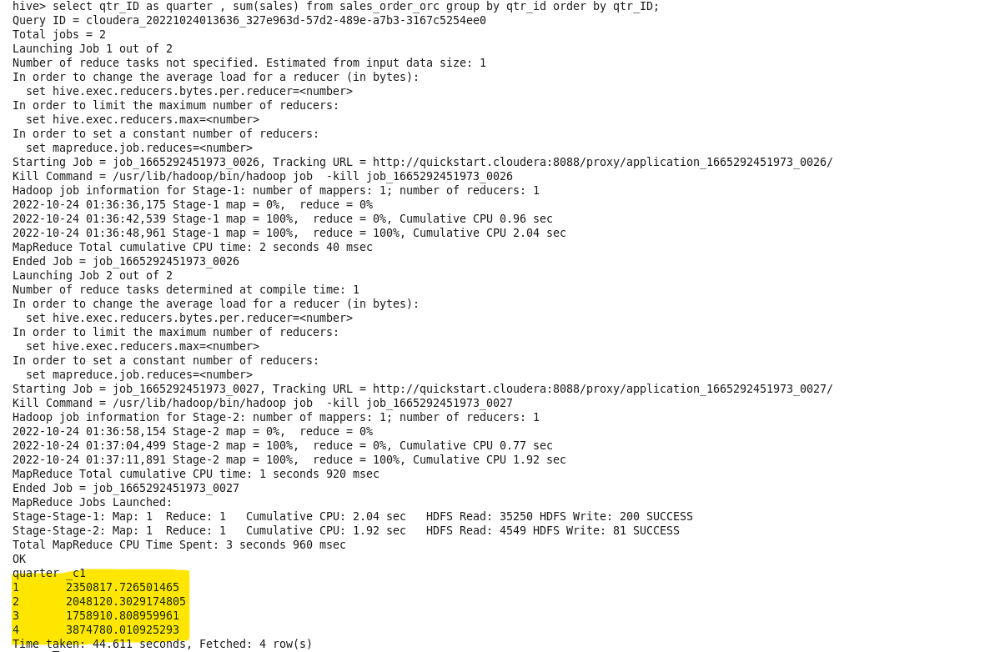 hive> select qtr_ID as quarter , sum(sales) from sales_order_orc group by qtr_id order by qtr_ID;
Query ID = cloudera_20221024013636_327e963d-57d2-489e-a7b3-3167c5254ee0
Total jobs = 2
Launching Job 1 out of 2
Number of reduce tasks not specified. Estimated from input data size: 1
In order to change the average load for a reducer (in bytes):
  set hive.exec.reducers.bytes.per.reducer=<number>
In order to limit the maximum number of reducers:
  set hive.exec.reducers.max=<number>
In order to set a constant number of reducers:
  set mapreduce.job.reduces=<number>
Starting Job = job_1665292451973_0026, Tracking URL = http://quickstart.cloudera:8088/proxy/application_1665292451973_0026/
Kill Command = /usr/lib/hadoop/bin/hadoop job  -kill job_1665292451973_0026
Hadoop job information for Stage-1: number of mappers: 1; number of reducers: 1
2022-10-24 01:36:36,175 Stage-1 map = 0%,  reduce = 0%
2022-10-24 01:36:42,539 Stage-1 map = 100%,  reduce = 0%, Cumulative CPU 0.96 sec
2022-10-24 01:36:48,961 Stage-1 map = 100%,  reduce = 100%, Cumulative CPU 2.04 sec
MapReduce Total cumulative CPU time: 2 seconds 40 msec
Ended Job = job_1665292451973_0026
Launching Job 2 out of 2
Number of reduce tasks determined at compile time: 1
In order to change the average load for a reducer (in bytes):
  set hive.exec.reducers.bytes.per.reducer=<number>
In order to limit the maximum number of reducers:
  set hive.exec.reducers.max=<number>
In order to set a constant number of reducers:
  set mapreduce.job.reduces=<number>
Starting Job = job_1665292451973_0027, Tracking URL = http://quickstart.cloudera:8088/proxy/application_1665292451973_0027/
Kill Command = /usr/lib/hadoop/bin/hadoop job  -kill job_1665292451973_0027
Hadoop job information for Stage-2: number of mappers: 1; number of reducers: 1
2022-10-24 01:36:58,154 Stage-2 map = 0%,  reduce = 0%
2022-10-24 01:37:04,499 Stage-2 map = 100%,  reduce = 0%, Cumulative CPU 0.77 sec
2022-10-24 01:37:11,891 Stage-2 map = 100%,  reduce = 100%, Cumulative CPU 1.92 sec
MapReduce Total cumulative CPU time: 1 seconds 920 msec
Ended Job = job_1665292451973_0027
MapReduce Jobs Launched:
Stage-Stage-1: Map: 1  Reduce: 1   Cumulative CPU: 2.04 sec   HDFS Read: 35250 HDFS Write: 200 SUCCESS
Stage-Stage-2: Map: 1  Reduce: 1   Cumulative CPU: 1.92 sec   HDFS Read: 4549 HDFS Write: 81 SUCCESS
Total MapReduce CPU Time Spent: 3 seconds 960 msec
OK
quarter _c1
1       2350817.726501465
2       2048120.3029174805
3       1758910.808959961
4       3874780.010925293
Time taken: 44.611 seconds, Fetched: 4 row(s)